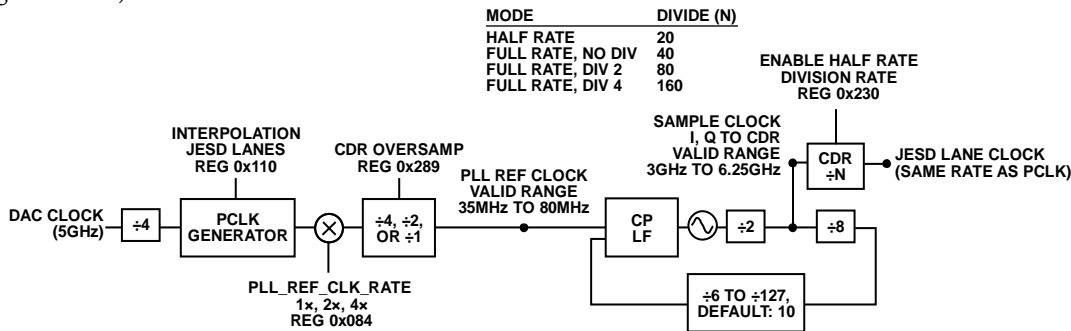 MODE DIVIDE (N)
HALF RATE 20
FULL RATE, NO DIV 40
FULL RATE, DIV 2 80
FULL RATE, DIV 4 160
ENABLE HALF RATE
DIVISION RATE
REG 0x230
INTERPOLATION
JESD LANES
REG 0x110
CDR OVERSAMP
REG 0x289
PLL REF CLOCK
VALID RANGE
35MHz TO 80MHz
SAMPLE CLOCK
I, Q TO CDR
VALID RANGE
3GHz TO 6.25GHz
DAC CLOCK
(5GHz)
÷4
PCLK
GENERATOR
÷4, ÷2,
OR ÷1
CP
LF
÷2
CDR
÷N
JESD LANE CLOCK
(SAME RATE AS PCLK)
÷8
PLL_REF_CLK_RATE
1×, 2×, 4×
REG 0x084
÷6 TO ÷127,
DEFAULT: 10